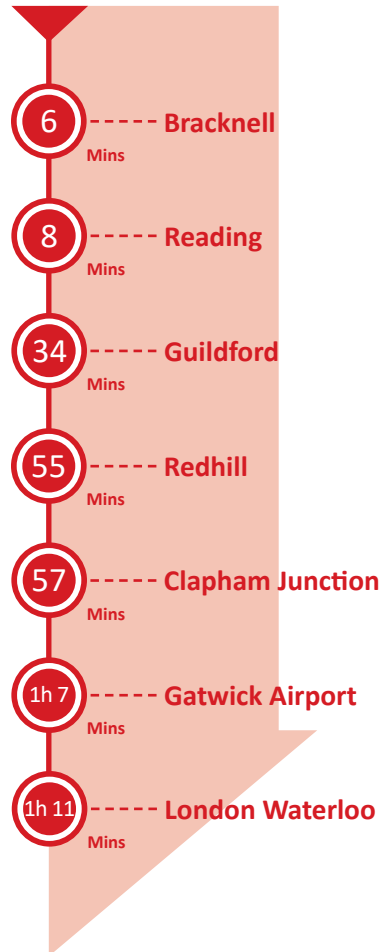 6 Bracknell
Mins
8 Reading
Mins
34 Guildford
Mins
55 Redhill
Mins
57 Clapham Junction
Mins
1h 7 Gatwick Airport
Mins
1h 11 London Waterloo
Mins